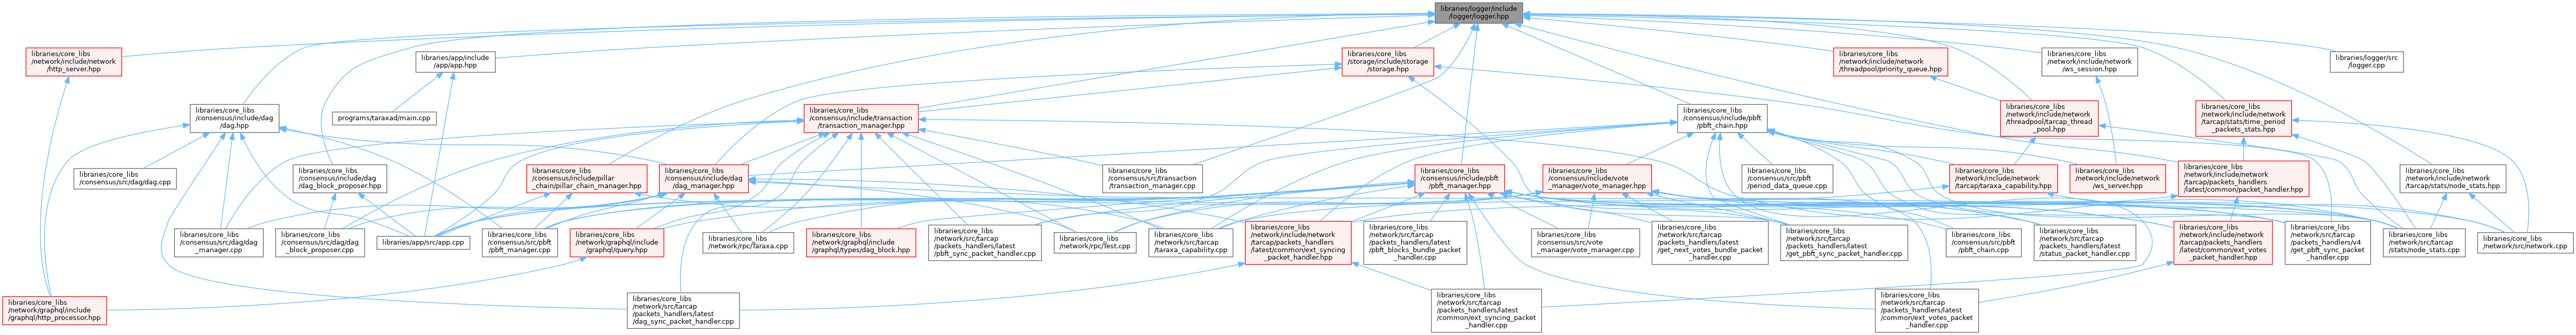 libraries/logger/include
/logger/logger.hpp
libraries/core_libs
/network/include/network
/http_server.hpp
libraries/app/include
/app/app.hpp
libraries/core_libs
/storage/include/storage
/storage.hpp
libraries/core_libs
/network/include/network
/threadpool/priority_queue.hpp
libraries/core_libs
/network/include/network
/ws_session.hpp
libraries/logger/src
/logger.cpp
libraries/core_libs
/consensus/include/dag
/dag.hpp
programs/taraxad/main.cpp
libraries/core_libs
/consensus/include/transaction
/transaction_manager.hpp
libraries/core_libs
/consensus/include/pbft
/pbft_chain.hpp
libraries/core_libs
/network/include/network
/threadpool/tarcap_thread
_pool.hpp
libraries/core_libs
/network/include/network
/tarcap/stats/time_period
_packets_stats.hpp
libraries/core_libs
/consensus/src/dag/dag.cpp
libraries/core_libs
/consensus/include/dag
/dag_block_proposer.hpp
libraries/core_libs
/consensus/include/pillar
_chain/pillar_chain_manager.hpp
libraries/core_libs
/consensus/include/dag
/dag_manager.hpp
libraries/core_libs
/consensus/src/transaction
/transaction_manager.cpp
libraries/core_libs
/consensus/include/pbft
/pbft_manager.hpp
libraries/core_libs
/consensus/include/vote
_manager/vote_manager.hpp
libraries/core_libs
/consensus/src/pbft
/period_data_queue.cpp
libraries/core_libs
/network/include/network
/tarcap/taraxa_capability.hpp
libraries/core_libs
/network/include/network
/ws_server.hpp
libraries/core_libs
/network/include/network
/tarcap/packets_handlers
/latest/common/packet_handler.hpp
libraries/core_libs
/network/include/network
/tarcap/stats/node_stats.hpp
libraries/core_libs
/consensus/src/dag/dag
_manager.cpp
libraries/core_libs
/consensus/src/dag/dag
_block_proposer.cpp
libraries/app/src/app.cpp
libraries/core_libs
/consensus/src/pbft
/pbft_manager.cpp
libraries/core_libs
/network/graphql/include
/graphql/query.hpp
libraries/core_libs
/network/rpc/Taraxa.cpp
libraries/core_libs
/network/graphql/include
/graphql/types/dag_block.hpp
libraries/core_libs
/network/src/tarcap
/packets_handlers/latest
/pbft_sync_packet_handler.cpp
libraries/core_libs
/network/rpc/Test.cpp
libraries/core_libs
/network/src/tarcap
/taraxa_capability.cpp
libraries/core_libs
/network/include/network
/tarcap/packets_handlers
/latest/common/ext_syncing
_packet_handler.hpp
libraries/core_libs
/network/src/tarcap
/packets_handlers/latest
/pbft_blocks_bundle_packet
_handler.cpp
libraries/core_libs
/consensus/src/vote
_manager/vote_manager.cpp
libraries/core_libs
/network/src/tarcap
/packets_handlers/latest
/get_next_votes_bundle_packet
_handler.cpp
libraries/core_libs
/network/src/tarcap
/packets_handlers/latest
/get_pbft_sync_packet_handler.cpp
libraries/core_libs
/consensus/src/pbft
/pbft_chain.cpp
libraries/core_libs
/network/src/tarcap
/packets_handlers/latest
/status_packet_handler.cpp
libraries/core_libs
/network/include/network
/tarcap/packets_handlers
/latest/common/ext_votes
_packet_handler.hpp
libraries/core_libs
/network/src/tarcap
/packets_handlers/v4
/get_pbft_sync_packet
_handler.cpp
libraries/core_libs
/network/src/tarcap
/stats/node_stats.cpp
libraries/core_libs
/network/src/network.cpp
libraries/core_libs
/network/graphql/include
/graphql/http_processor.hpp
libraries/core_libs
/network/src/tarcap
/packets_handlers/latest
/dag_sync_packet_handler.cpp
libraries/core_libs
/network/src/tarcap
/packets_handlers/latest
/common/ext_syncing_packet
_handler.cpp
libraries/core_libs
/network/src/tarcap
/packets_handlers/latest
/common/ext_votes_packet
_handler.cpp